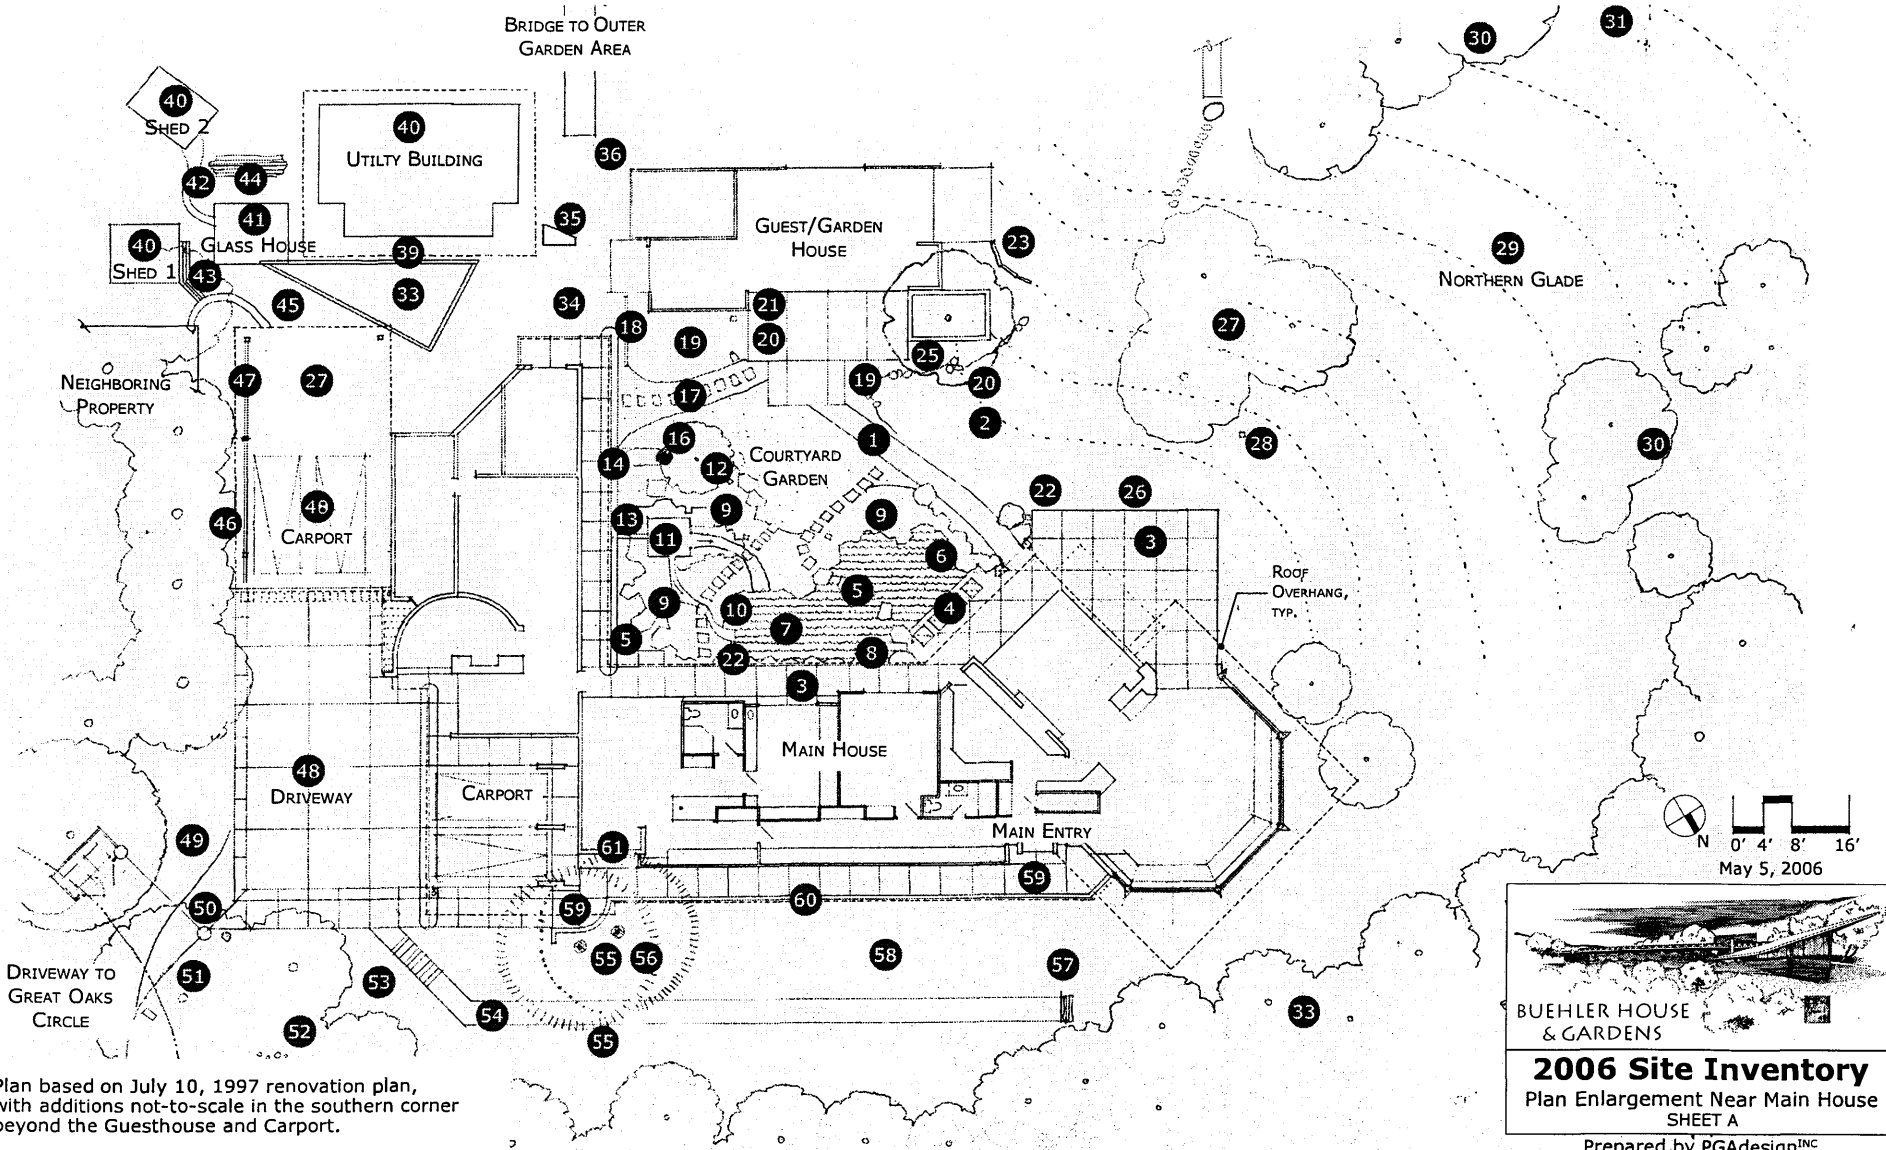 BRIDGE TO OUTER
GARDEN AREA
30
31
40
SHED 2
40
UTILTY BUILDING
36
42
44
41
GLASS HOUSE
35
GUEST/GARDEN
HOUSE
23
29
NORTHERN GLADE
40
SHED 1
43
39
33
45
34
21
18
19
20
27
25
NEIGHBORING
PROPERTY
47
27
17
19
20
2
28
30
16
1
14
12
COURTYARD
GARDEN
22
26
48
CARPORT
46
13
9
9
11
6
3
5
ROOF
OVERHANG,
TYP.
9
10
4
7
5
22
8
3
MAIN HOUSE
48
DRIVEWAY
CARPORT
MAIN ENTRY
N
0' 4' 8' 16'
May 5, 2006
49
61
59
60
50
59
55
56
58
57
51
53
DRIVEWAY TO
GREAT OAKS
CIRCLE
52
54
55
33
BUEHLER HOUSE
& GARDENS
2006 Site Inventory
Plan Enlargement Near Main House
SHEET A
Prepared by PGAdesign INC
Plan based on July 10, 1997 renovation plan,
with additions not-to-scale in the southern corner
beyond the Guesthouse and Carport.